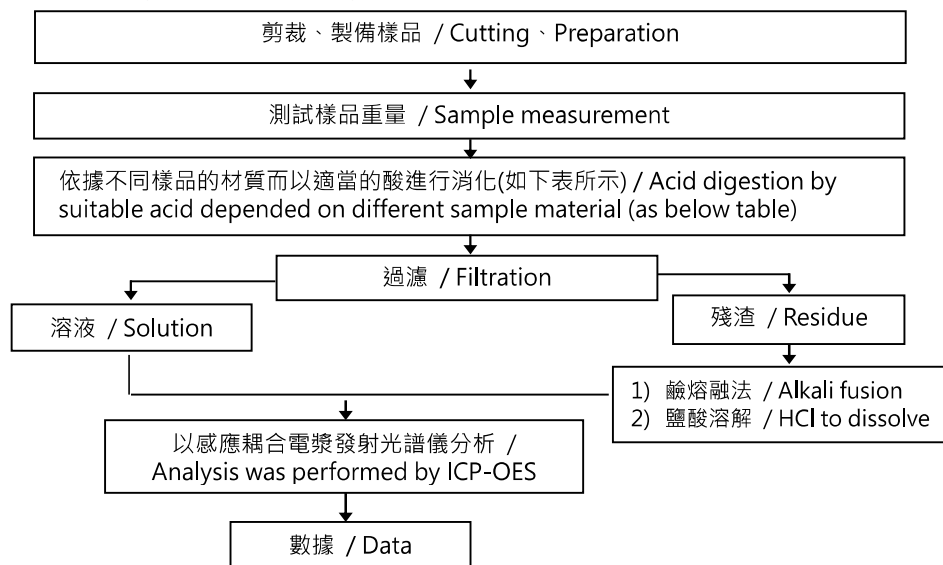 剪裁、製備樣品 / Cutting、Preparation
測試樣品重量 / Sample measurement
依據不同樣品的材質而以適當的酸進行消化(如下表所示) / Acid digestion by
suitable acid depended on different sample material (as below table)
過濾 / Filtration
溶液 / Solution
殘渣 / Residue
1) 鹼熔融法 / Alkali fusion
2) 鹽酸溶解 / HCl to dissolve
以感應耦合電漿發射光譜儀分析 /
Analysis was performed by ICP-OES
數據 / Data